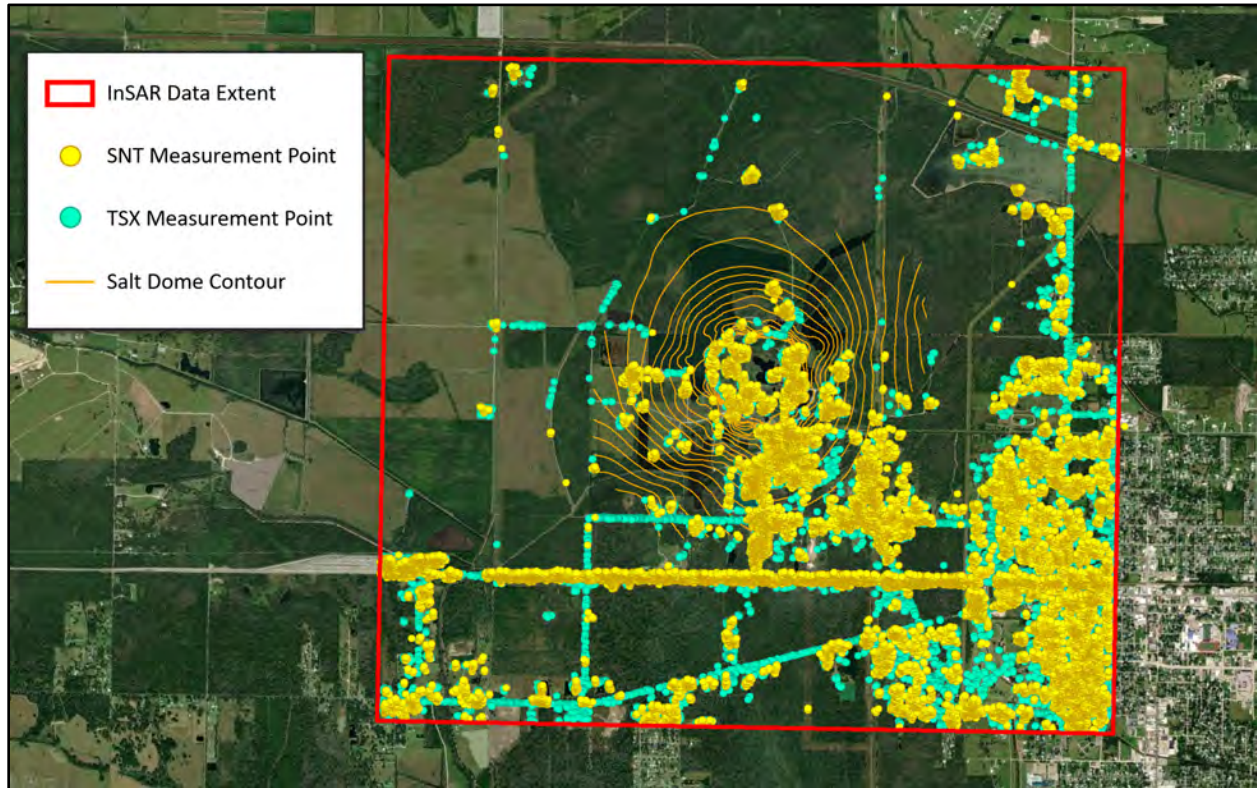 InSAR Data Extent
SNT Measurement Point
TSX Measurement Point
Salt Dome Contour